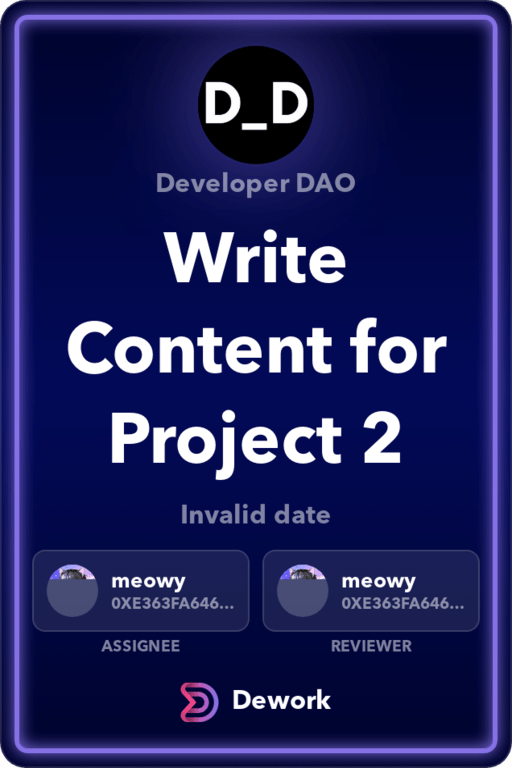 D_D
Developer DAO
Write
Content for
Project 2
Invalid date
meowy
0XE363FA646...
ASSIGNEE
meowy
0XE363FA646...
REVIEWER
Dework